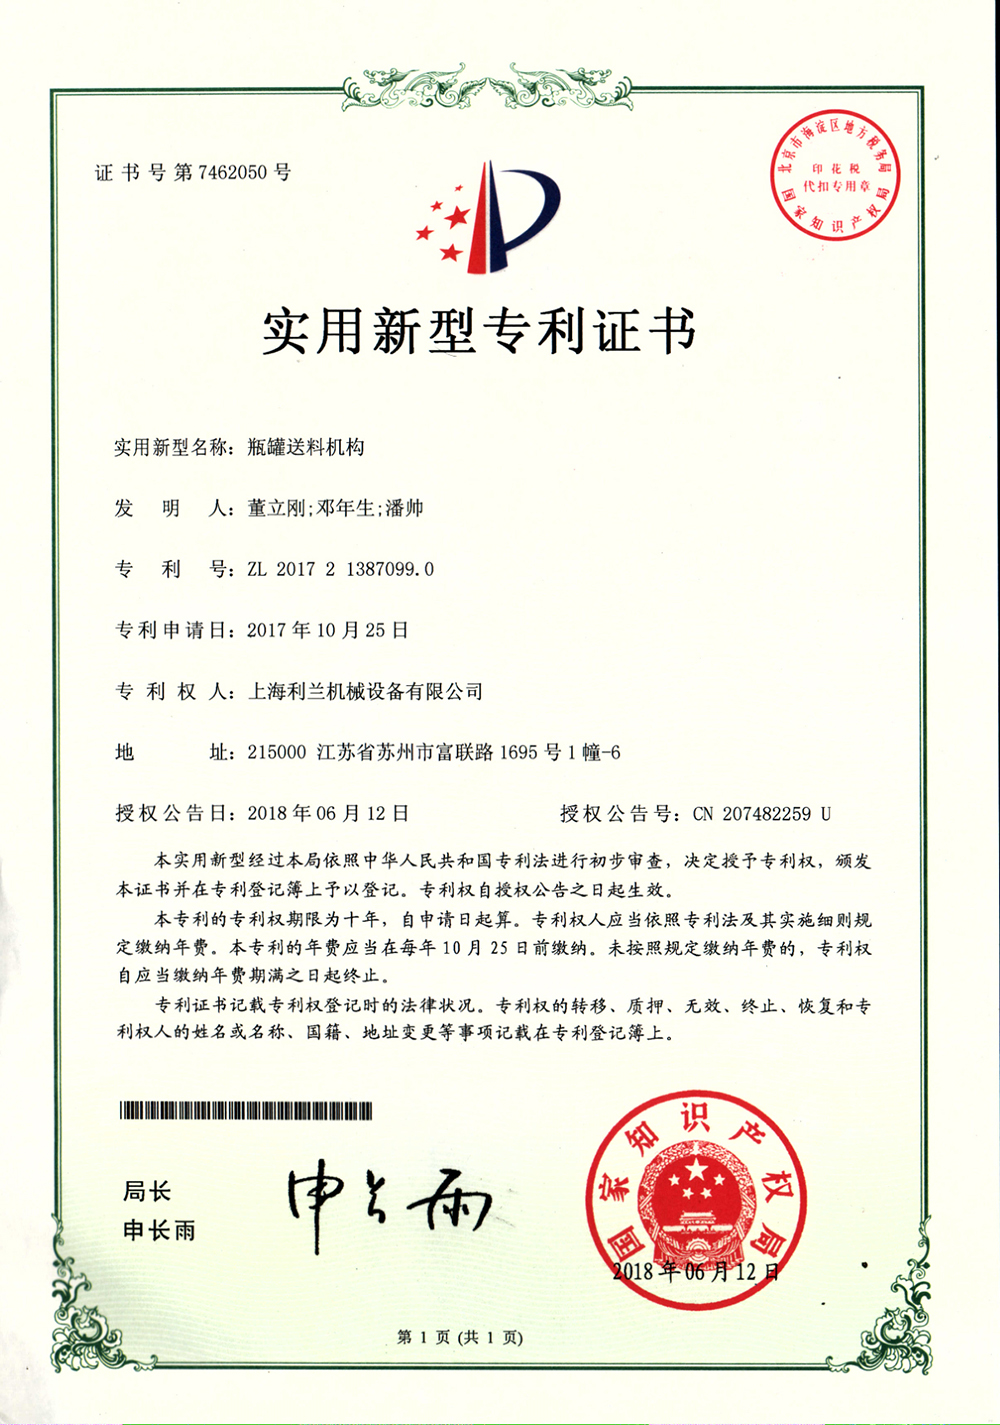 证书号第7462050号
北京市海淀区地方税务局
印花税
代扣专用章
国家知识产权局
实用新型专利证书
实用新型名称：瓶罐送料机构
发明人：董立刚;邓年生;潘帅
专利号：ZL 2017 2 1387099.0
专利申请日：2017年10月25日
专利权人：上海利兰机械设备有限公司
地址：215000 江苏省苏州市富联路1695号1幢-6
授权公告日：2018年06月12日 授权公告号：CN 207482259 U
本实用新型经过本局依照中华人民共和国专利法进行初步审查，决定授予专利权，颁发
本证书并在专利登记簿上予以登记。专利权自授权公告之日起生效。
本专利的专利权期限为十年，自申请日起算。专利权人应当依照专利法及其实施细则规
定缴纳年费。本专利的年费应当在每年10月25日前缴纳。未按照规定缴纳年费的，专利权
自应当缴纳年费期满之日起终止。
专利证书记载专利权登记时的法律状况。专利权的转移、质押、无效、终止、恢复和专
利权人的姓名或名称、国籍、地址变更等事项记载在专利登记簿上。
局长
申长雨
申长雨
国家知识产权局
2018年06月12日
第1页(共1页)